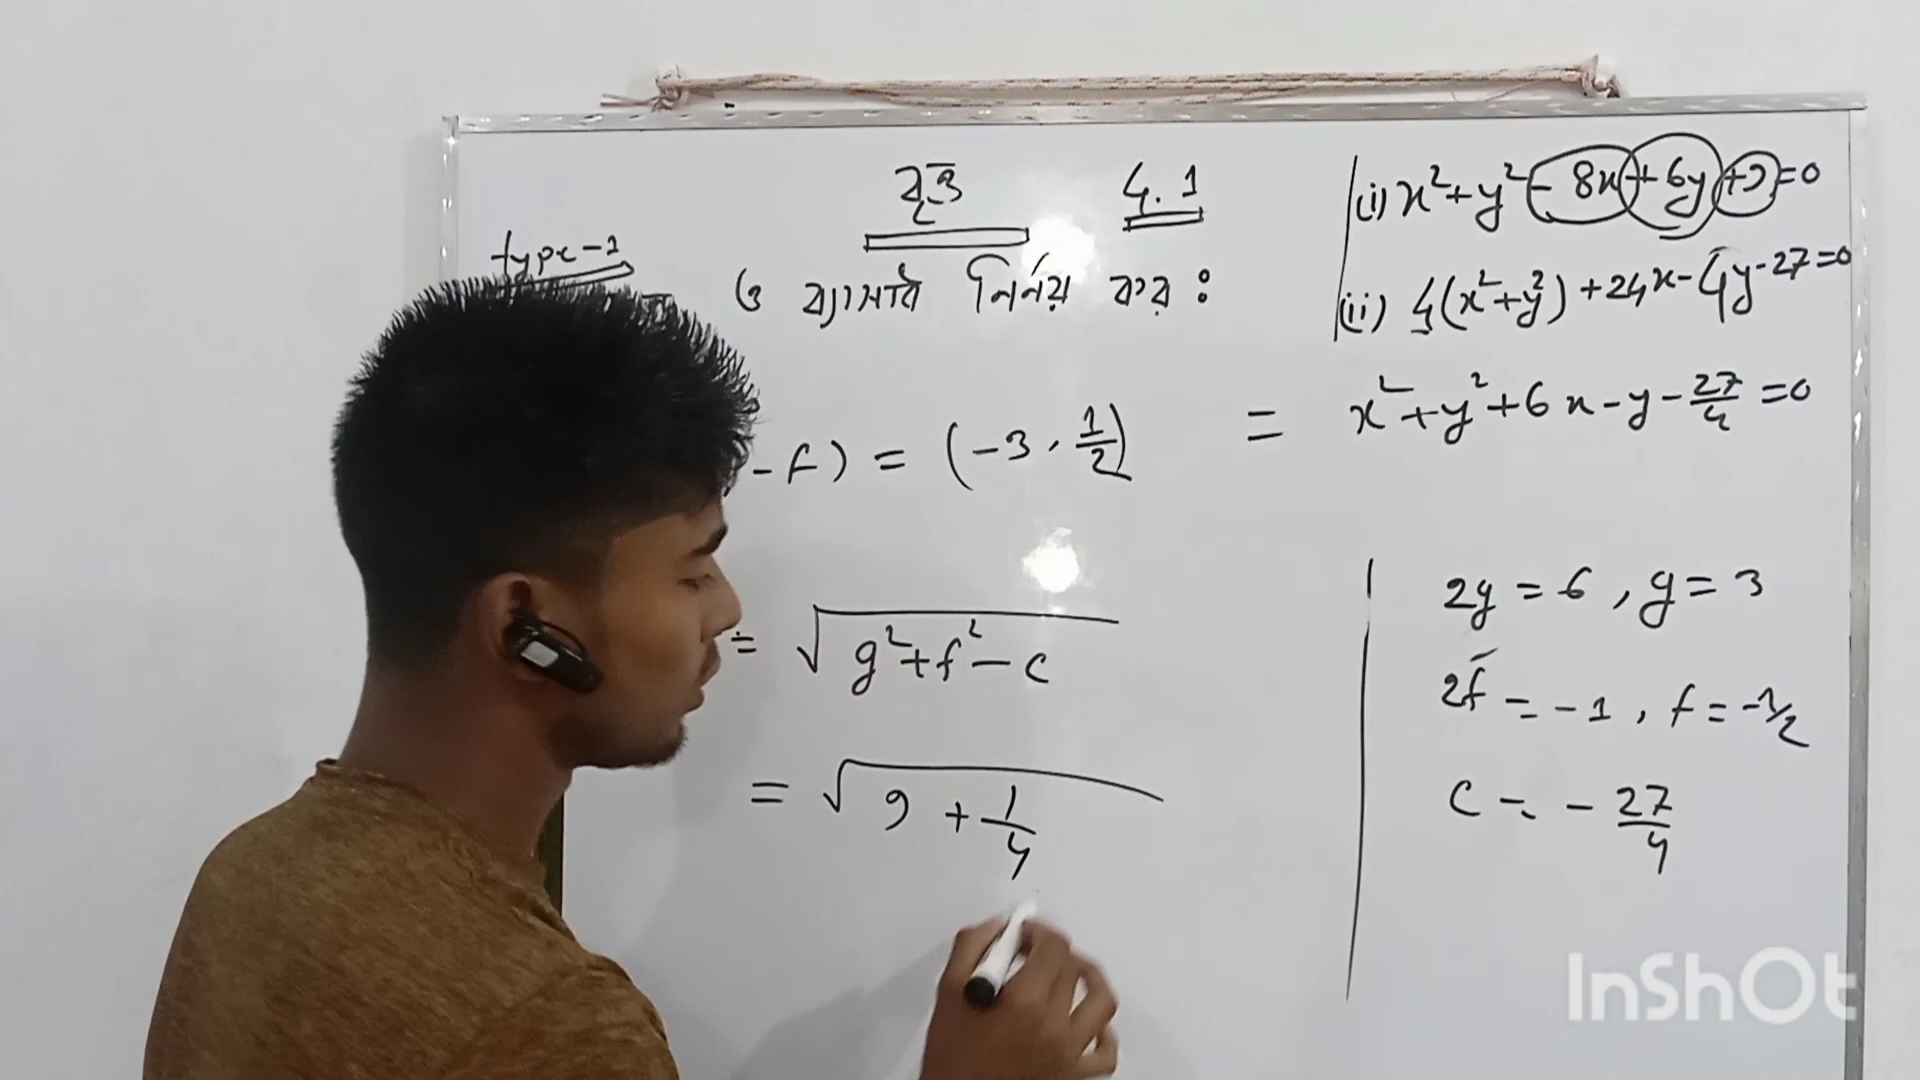 বৃত্ত 4.1
type-1
ও ব্যাসার্ধ নির্ণয় কর :
(i) x²+y²-8x+6y+9=0
(ii) 4(x²+y²)+24x-4y-27=0
= x²+y²+6x-y-27/4=0
-f) = (-3, 1/2)
= √g²+f²-c
= √9+1/4
2g = 6, g = 3
2f = -1, f = -1/2
c = -27/4
InShOt